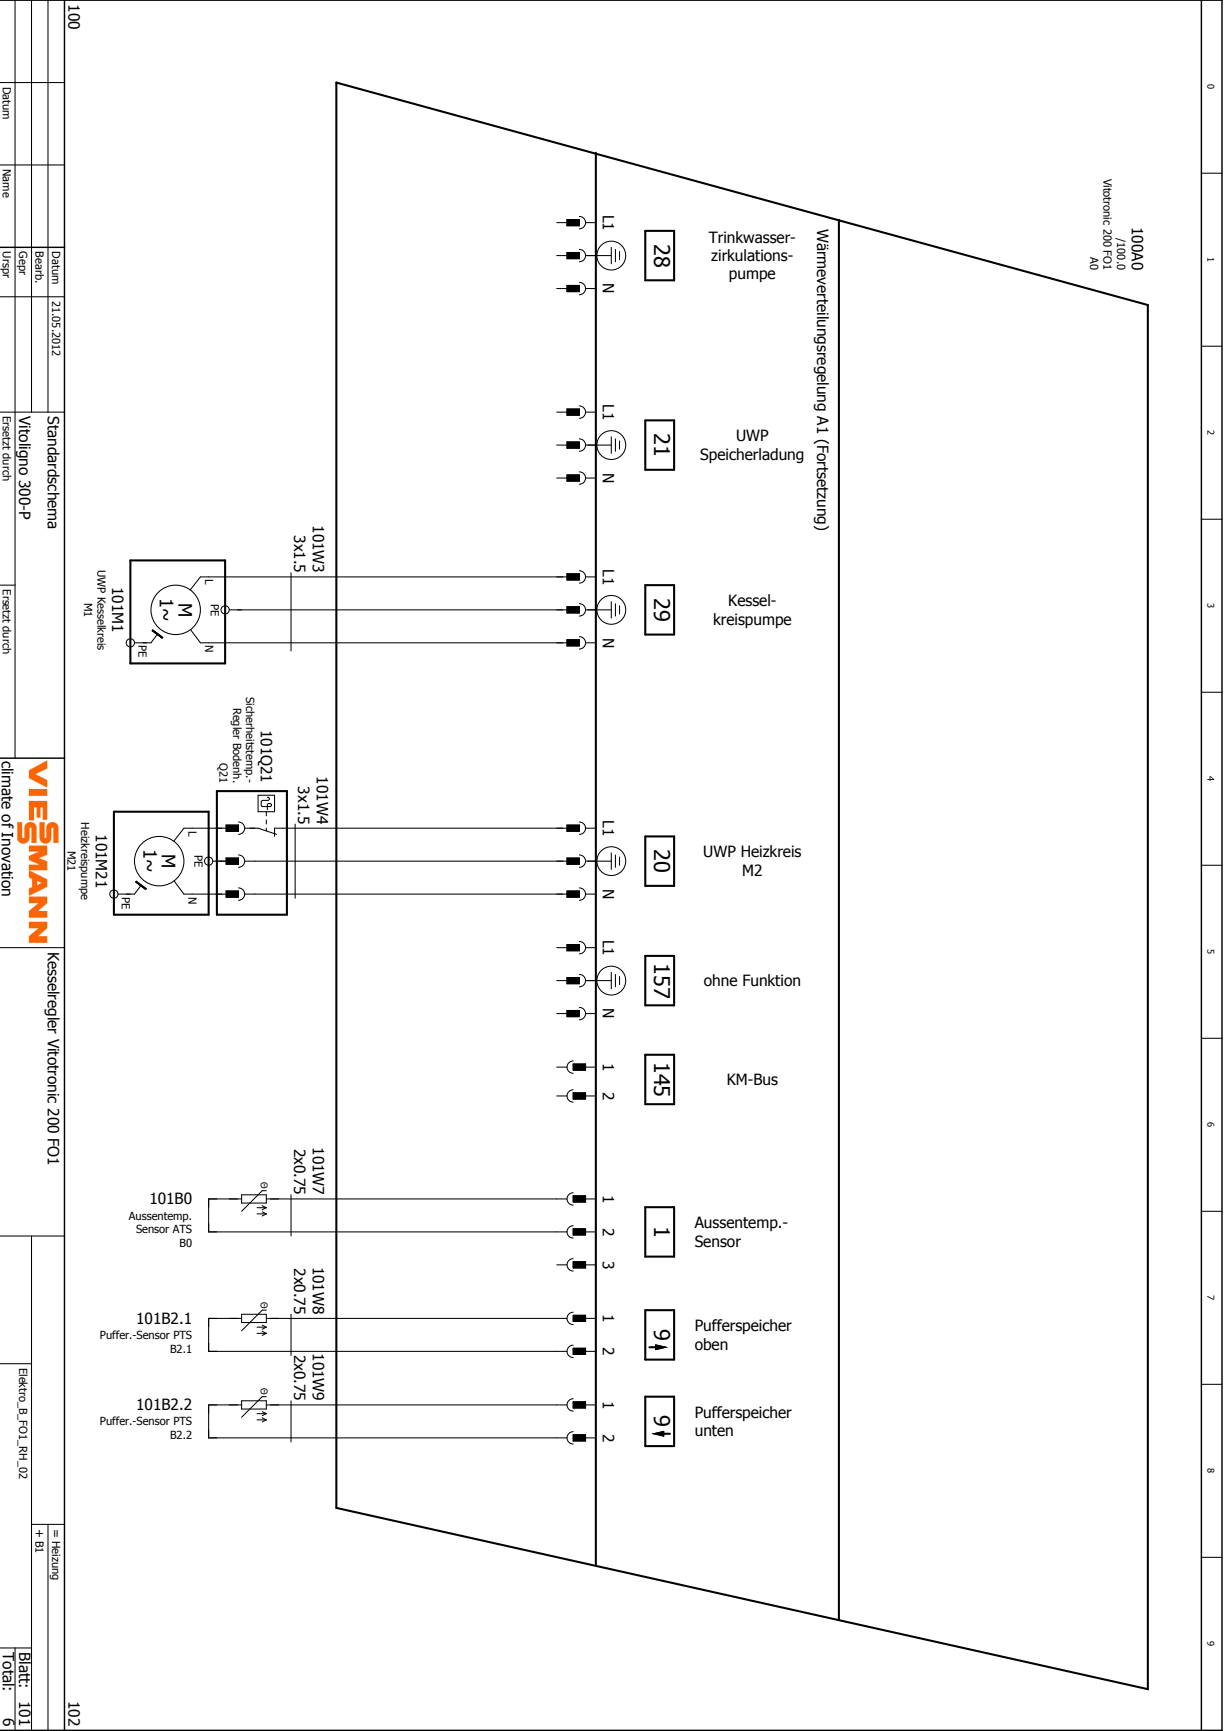 0
1
2
3
4
5
6
7
8
9
100A0
/100.0
Vitotronic 200 FO1
A0
Wärmeverteilungsregelung A1 (Fortsetzung)
Trinkwasser-
zirkulations-
pumpe
28
L1
N
UWP
Speicherladung
21
L1
N
Kessel-
kreispumpe
29
L1
N
UWP Heizkreis
M2
20
L1
N
ohne Funktion
157
L1
N
KM-Bus
145
1
2
Aussentemp.-
Sensor
1
1
2
3
Pufferspeicher
oben
9
1
2
Pufferspeicher
unten
9
1
2
101W3
3x1.5
L
PE
N
M
1~
PE
101M1
UWP Kesselkreis
M1
101W4
3x1.5
101Q21
Sicherheitstemp.-
Regler Bodenh.
Q21
L
PE
N
M
1~
PE
101M21
Heizkreispumpe
M21
101W7
2x0.75
101B0
Aussentemp.
Sensor ATS
B0
101W8
2x0.75
101B2.1
Puffer.-Sensor PTS
B2.1
101W9
2x0.75
101B2.2
Puffer.-Sensor PTS
B2.2
100
102
Datum
Name
Datum
21.05.2012
Bearb.
Gepr
Urspr
Standardschema
Vitoligno 300-P
Ersetzt durch
Ersetzt durch
VIESSMANN
climate of Inovation
Kesselregler Vitotronic 200 FO1
Elektro_B_FO1_RH_02
= Heizung
+ B1
Blatt: 101
Total: 6